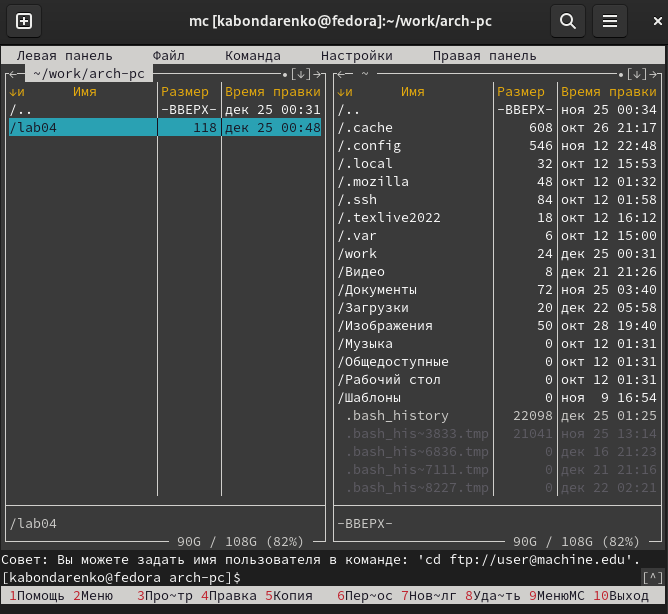 mc [kabondarenko@fedora]:~/work/arch-pc
Левая панель Файл Команда Настройки Правая панель
~/work/arch-pc
↓и Имя Размер Время правки
/.. -ВВЕРХ- дек 25 00:31
/lab04 118 дек 25 00:48
/lab04
90G / 108G (82%)
~
↓и Имя Размер Время правки
/.. -ВВЕРХ- ноя 25 00:34
/.cache 608 окт 26 21:17
/.config 546 ноя 12 22:48
/.local 32 окт 12 15:53
/.mozilla 48 окт 12 01:32
/.ssh 84 окт 12 01:58
/.texlive2022 18 окт 12 16:12
/.var 6 окт 12 15:00
/work 24 дек 25 00:31
/Видео 8 дек 21 21:26
/Документы 72 ноя 25 03:40
/Загрузки 20 дек 22 05:58
/Изображения 50 окт 28 19:40
/Музыка 0 окт 12 01:31
/Общедоступные 0 окт 12 01:31
/Рабочий стол 0 окт 12 01:31
/Шаблоны 0 ноя 9 16:54
.bash_history 22098 дек 25 01:25
.bash_his~3833.tmp 21041 ноя 25 13:14
.bash_his~6836.tmp 0 дек 16 21:23
.bash_his~7111.tmp 0 дек 21 21:16
.bash_his~8227.tmp 0 дек 22 02:21
-ВВЕРХ-
90G / 108G (82%)
Совет: Вы можете задать имя пользователя в команде: 'cd ftp://user@machine.edu'.
[kabondarenko@fedora arch-pc]$ [^]
1Помощь 2Меню 3Про~тр 4Правка 5Копия 6Пер~ос 7Нов~лг 8Уда~ть 9МенюMC 10Выход